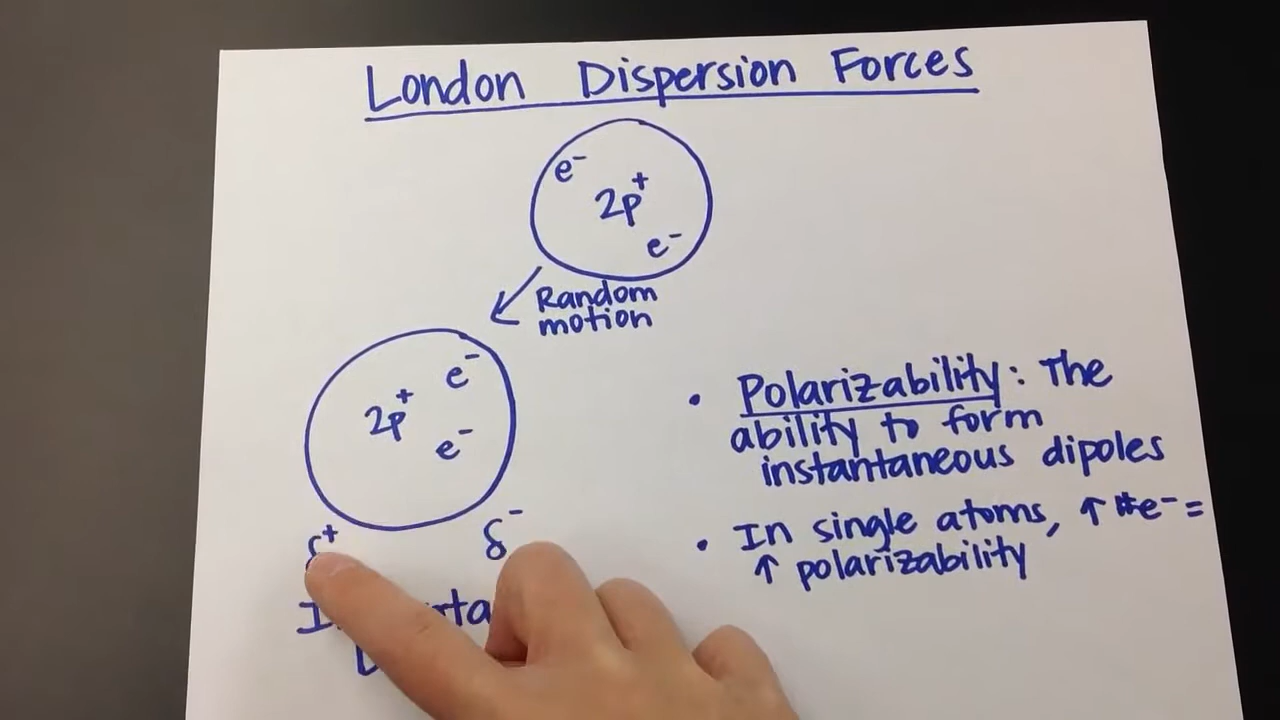 London Dispersion Forces
e⁻
2p⁺
e⁻
Random
motion
e⁻
2p⁺
e⁻
δ⁺ δ⁻
• Polarizability: The
ability to form
instantaneous dipoles
• In single atoms, ↑ #e⁻ =
↑ polarizability